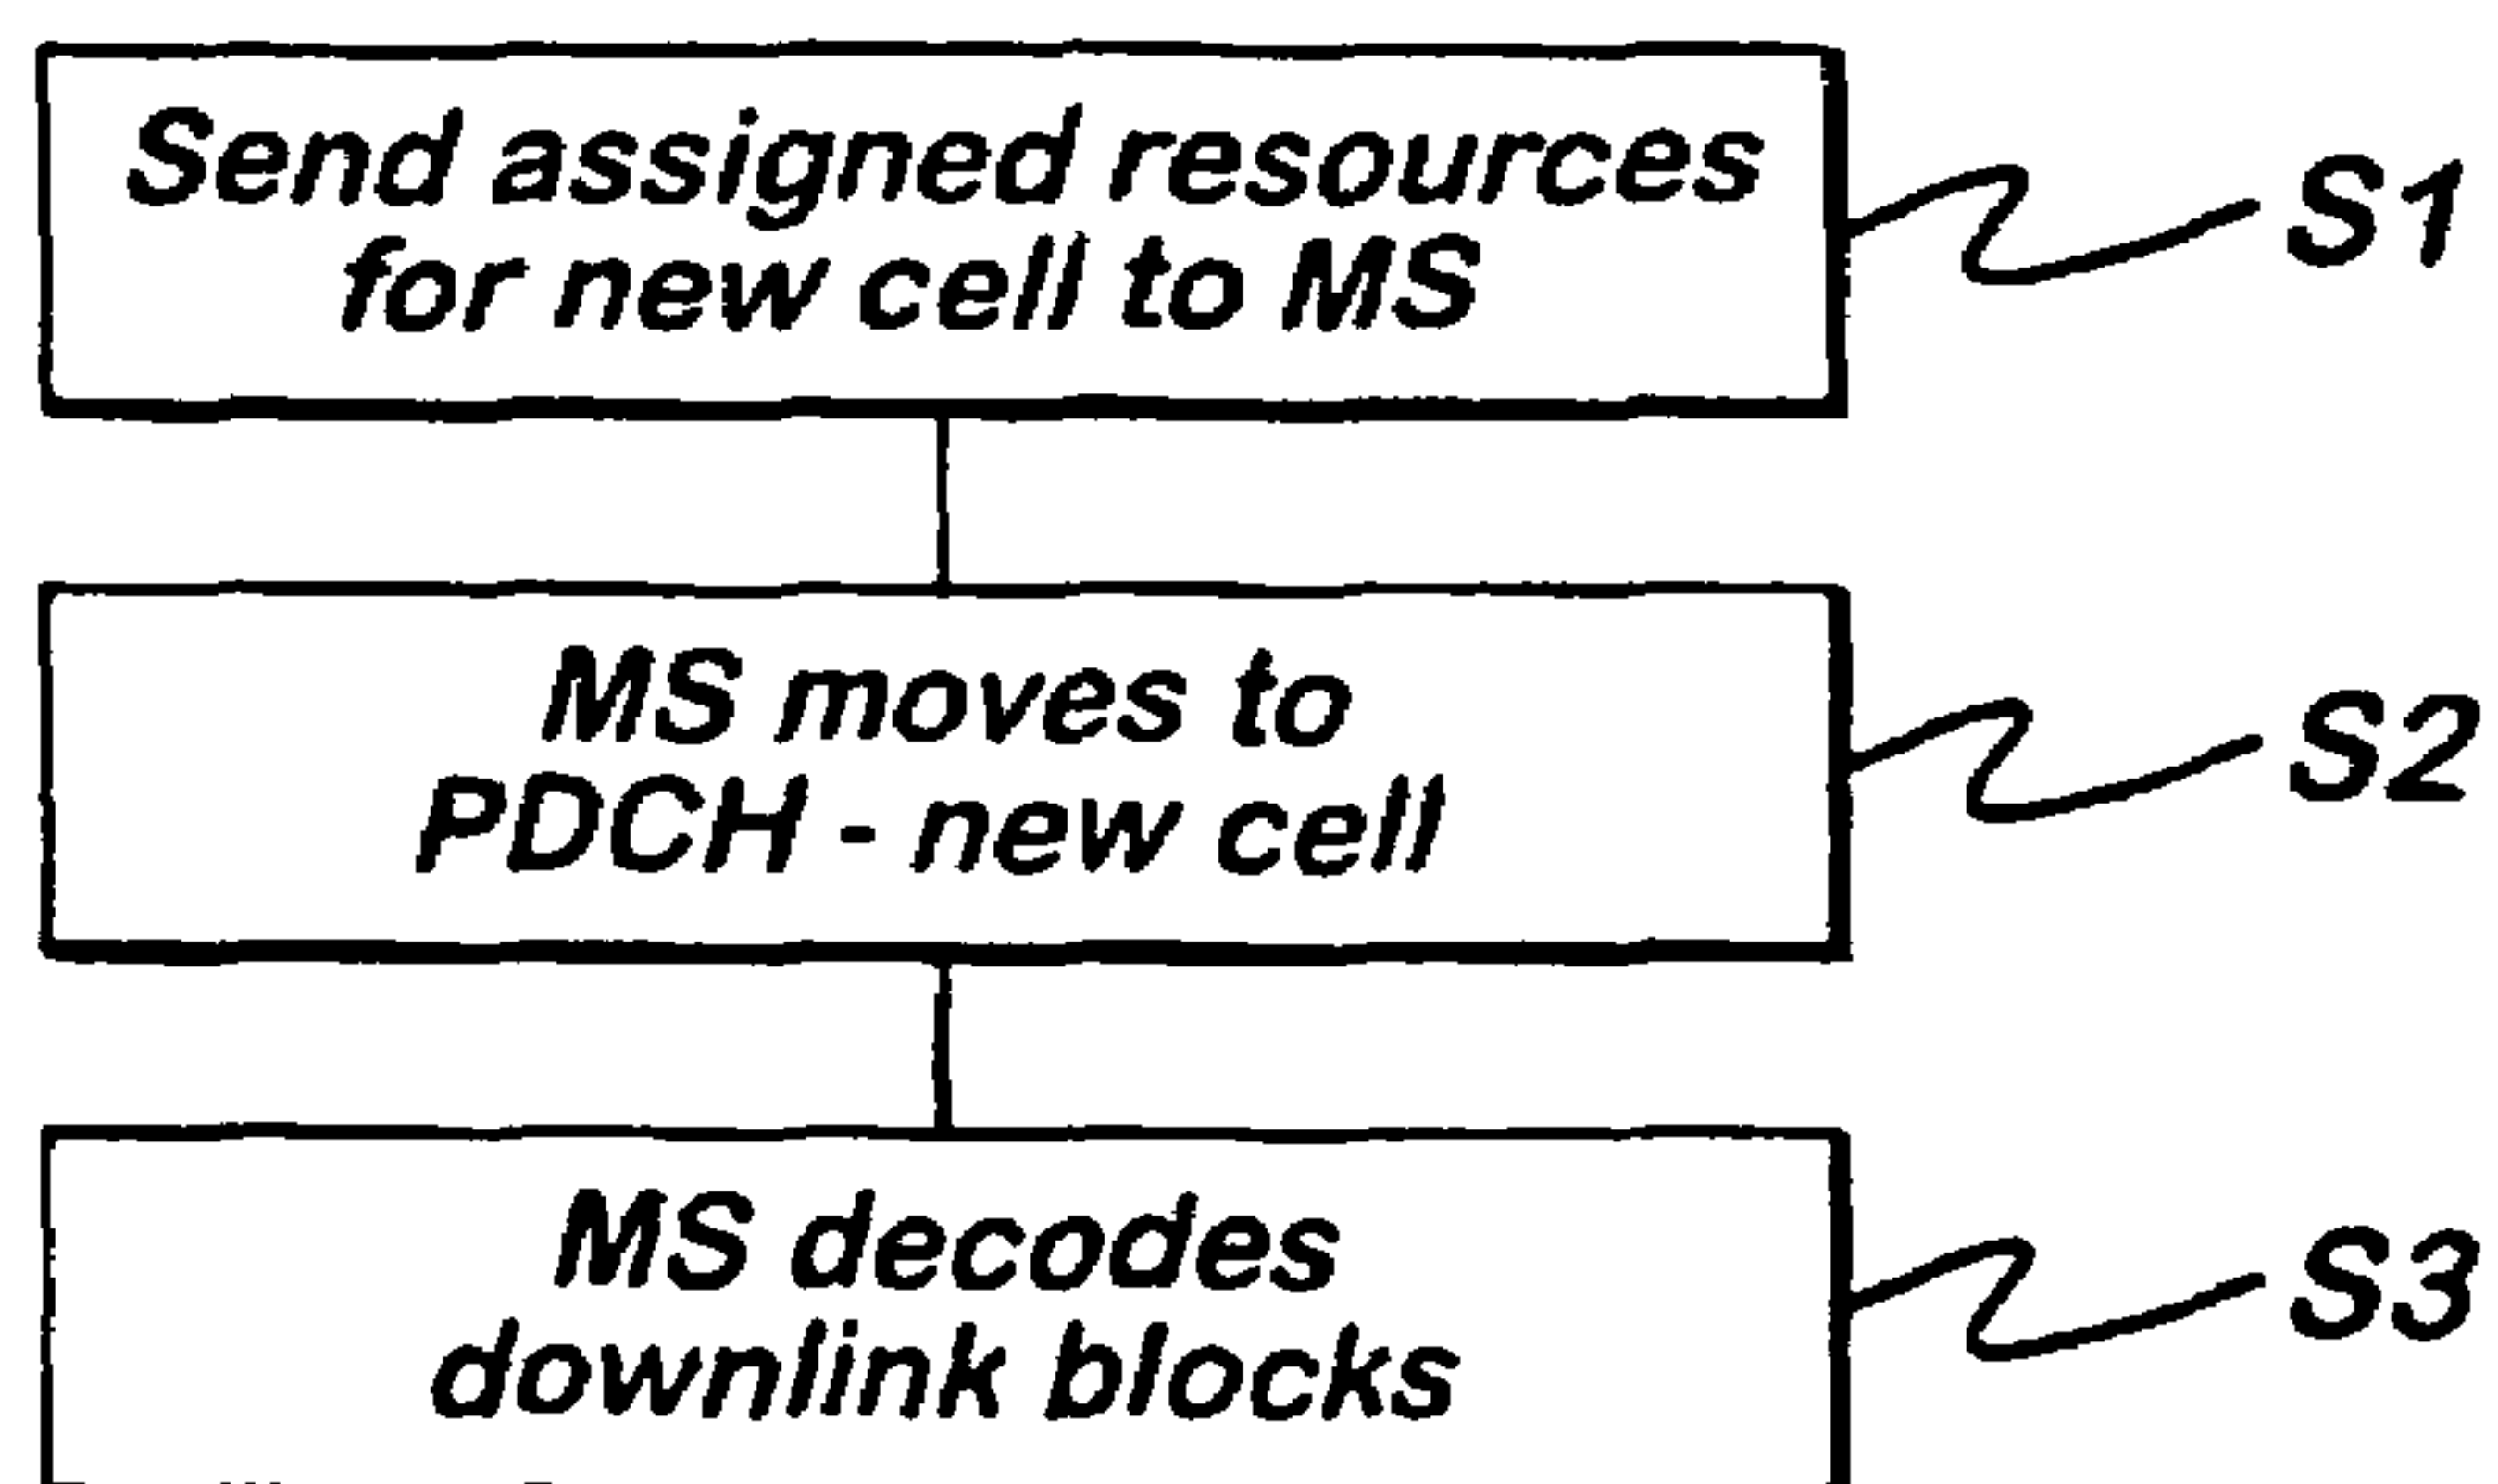 Send assigned resources
for new cell to MS
S1
MS moves to
PDCH - new cell
S2
MS decodes
downlink blocks
S3